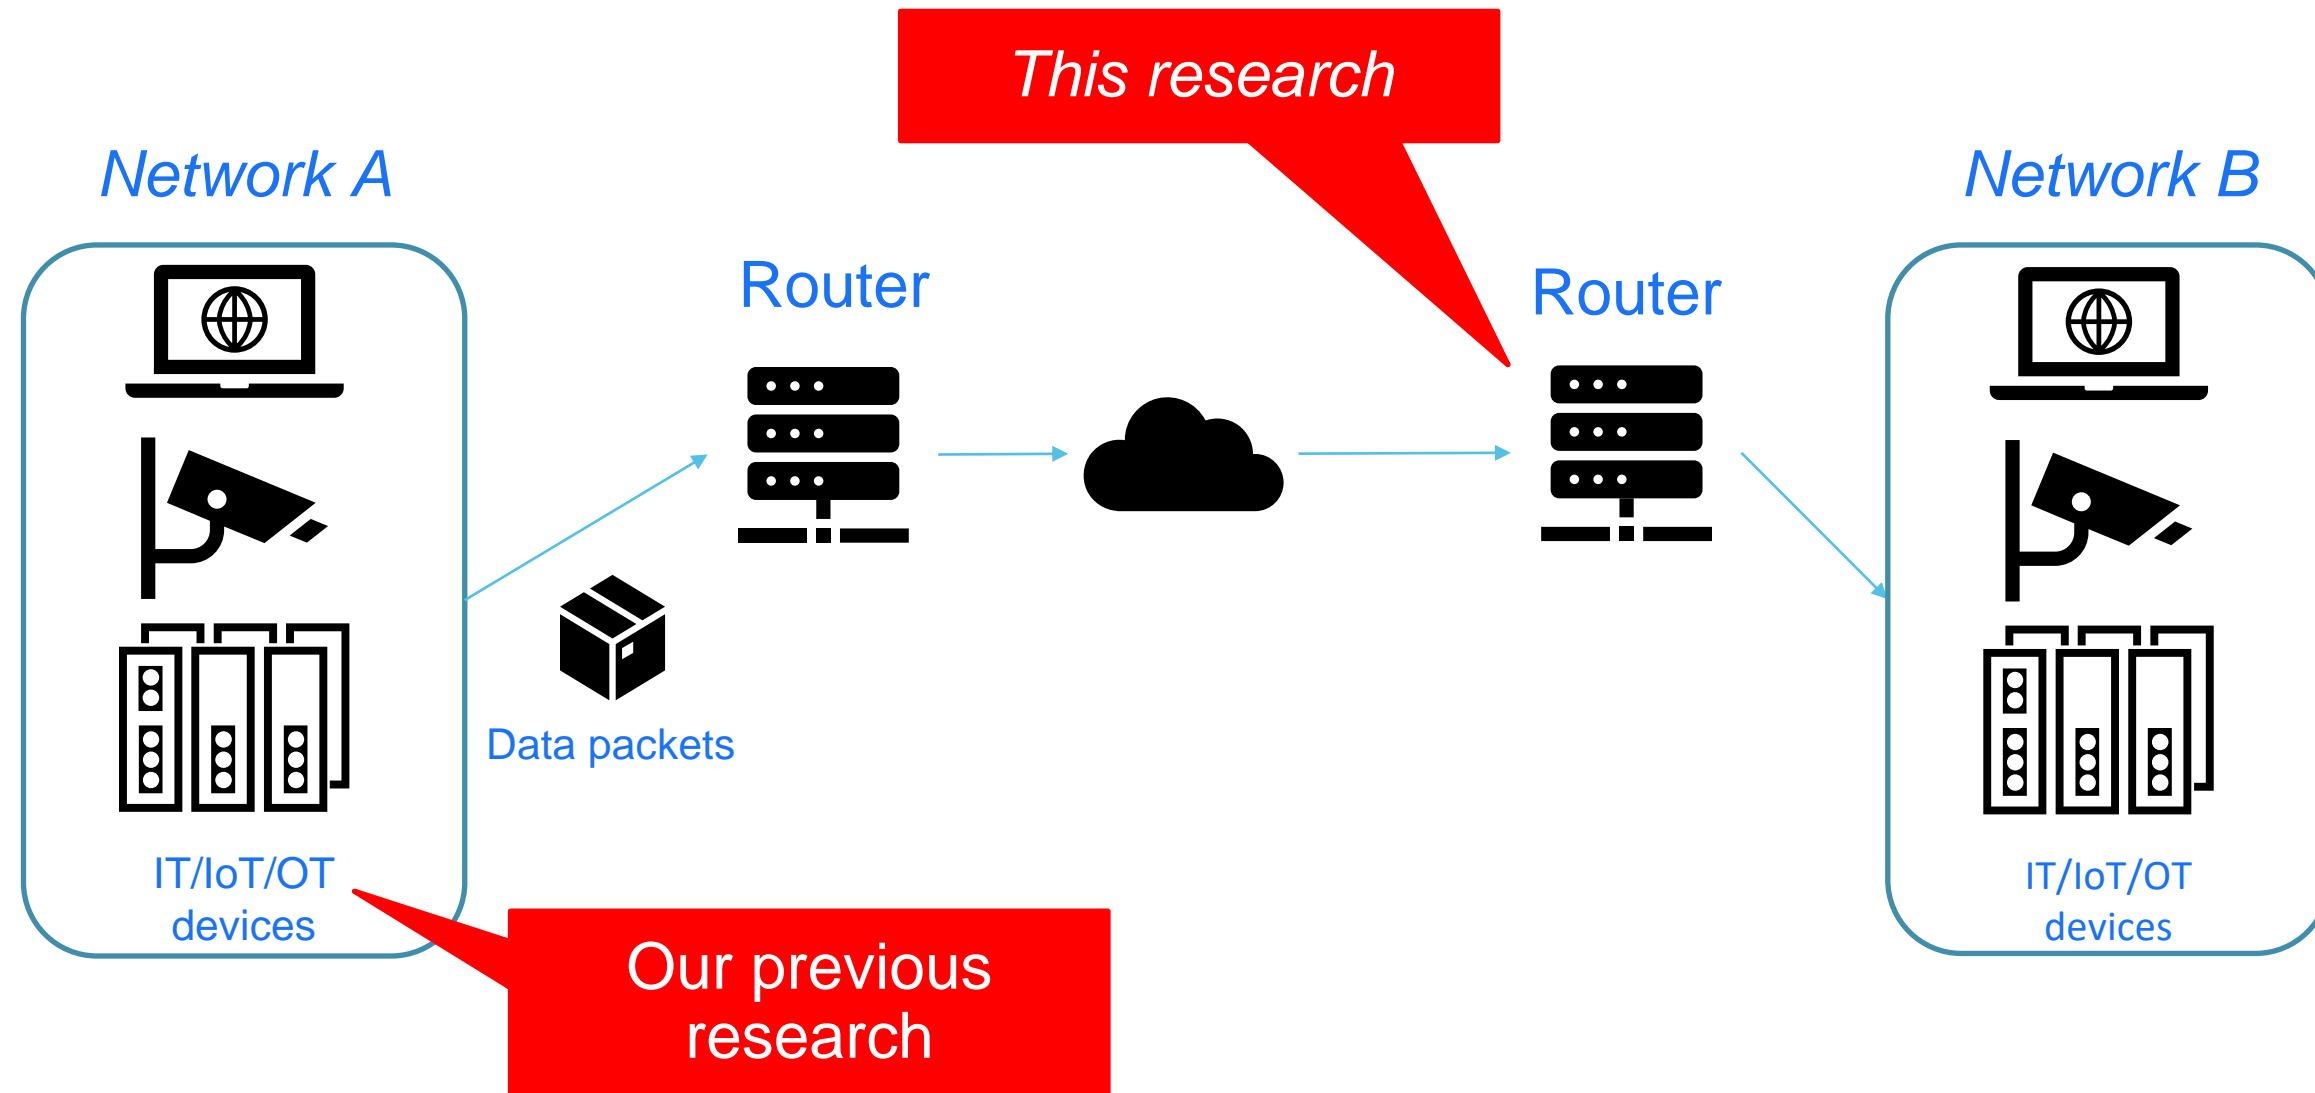 This research
Network A
Network B
Router
Router
Data packets
IT/IoT/OT
devices
IT/IoT/OT
devices
Our previous
research